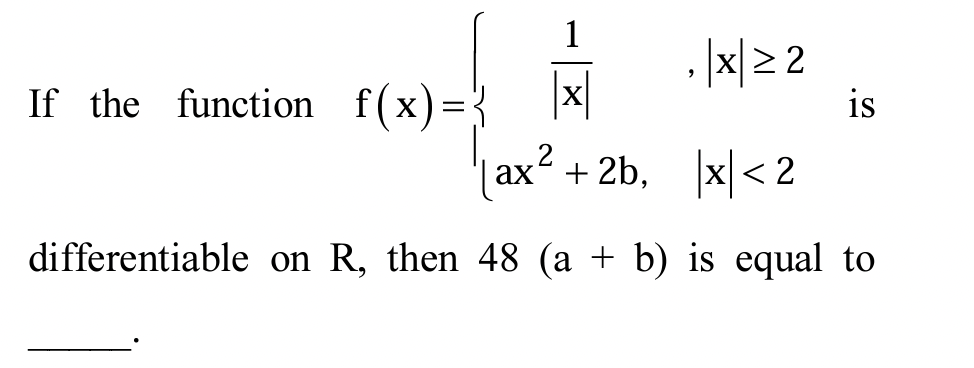 If the function f(x) = { 1/|x| , |x| ≥ 2 is
ax² + 2b, |x| < 2
differentiable on R, then 48 (a + b) is equal to
_____.